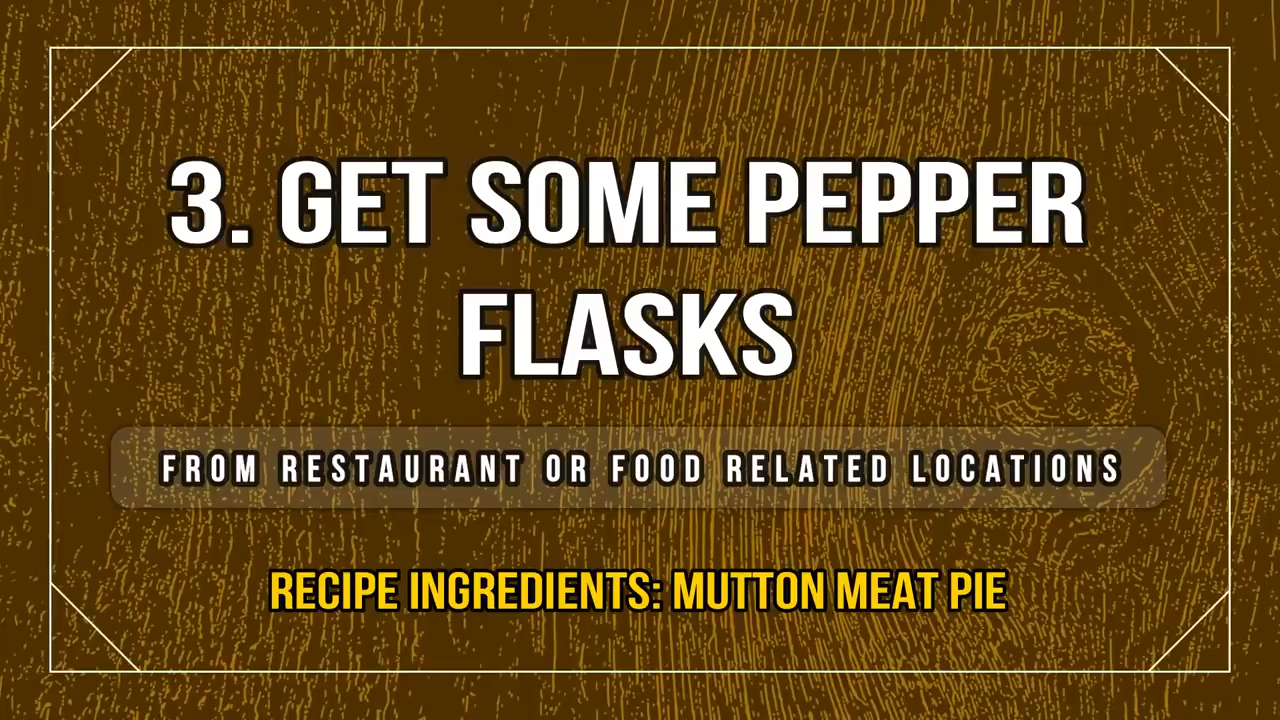 3. GET SOME PEPPER
FLASKS
FROM RESTAURANT OR FOOD RELATED LOCATIONS
RECIPE INGREDIENTS: MUTTON MEAT PIE